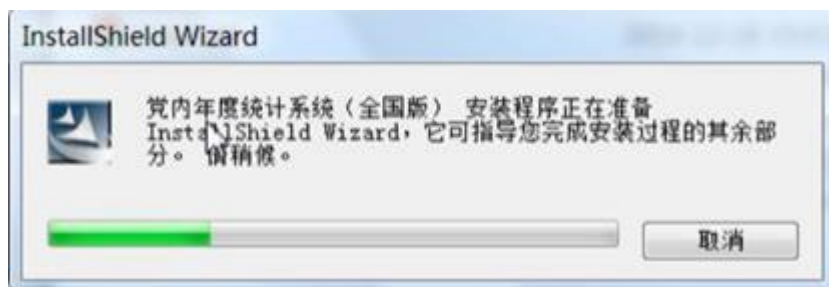 InstallShield Wizard
党内年度统计系统（全国版） 安装程序正在准备
InstallShield Wizard，它可指导您完成安装过程的其余部
分。 请稍候。
取消